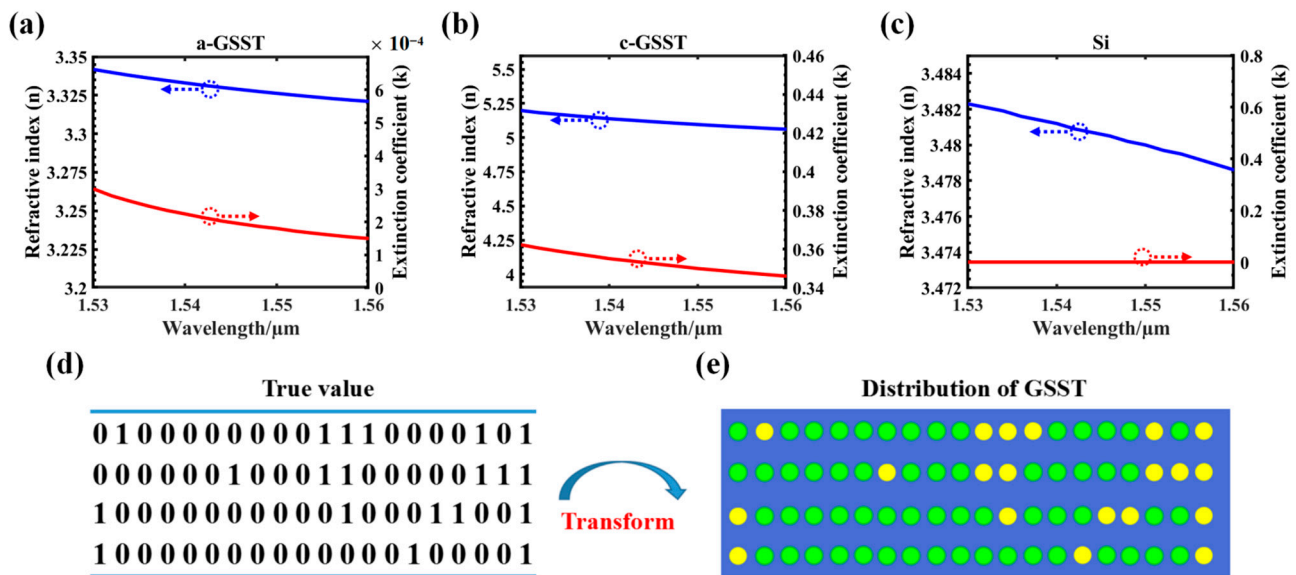 (a)
a-GSST
× 10⁻⁴
Refractive index (n)
3.35
3.325
3.3
3.275
3.25
3.225
3.2
6
5
4
3
2
1
0
Extinction coefficient (k)
1.53 1.54 1.55 1.56
Wavelength/μm
(b)
c-GSST
Refractive index (n)
5.5
5.25
5
4.75
4.5
4.25
4
0.46
0.44
0.42
0.4
0.38
0.36
0.34
Extinction coefficient (k)
1.53 1.54 1.55 1.56
Wavelength/μm
(c)
Si
Refractive index (n)
3.484
3.482
3.48
3.478
3.476
3.474
3.472
0.8
0.6
0.4
0.2
0
Extinction coefficient (k)
1.53 1.54 1.55 1.56
Wavelength/μm
(d)
True value
0 1 0 0 0 0 0 0 0 0 1 1 1 0 0 0 0 1 0 1
0 0 0 0 0 0 1 0 0 0 1 1 0 0 0 0 0 1 1 1
1 0 0 0 0 0 0 0 0 0 0 1 0 0 0 1 1 0 0 1
1 0 0 0 0 0 0 0 0 0 0 0 0 0 1 0 0 0 0 1
Transform
(e)
Distribution of GSST